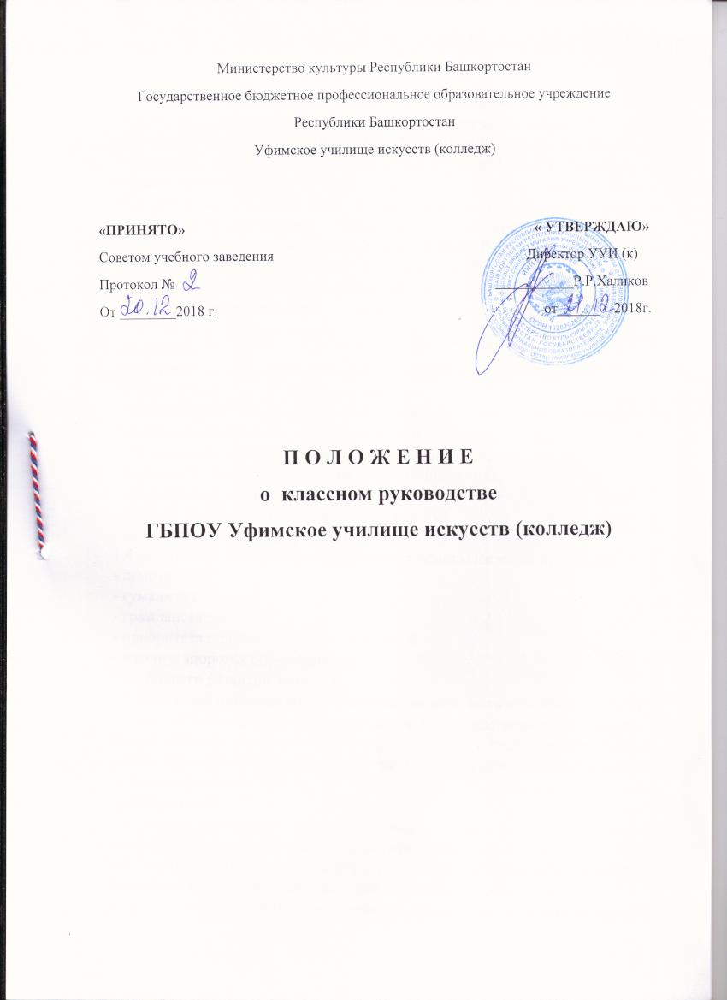 Министерство культуры Республики Башкортостан
Государственное бюджетное профессиональное образовательное учреждение
Республики Башкортостан
Уфимское училище искусств (колледж)
«ПРИНЯТО»
Советом учебного заведения
Протокол № 2
От 20.12 2018 г.
« УТВЕРЖДАЮ»
Директор УУИ (к)
____________Р.Р.Халиков
от 21 12 2018г.
П О Л О Ж Е Н И Е
о классном руководстве
ГБПОУ Уфимское училище искусств (колледж)